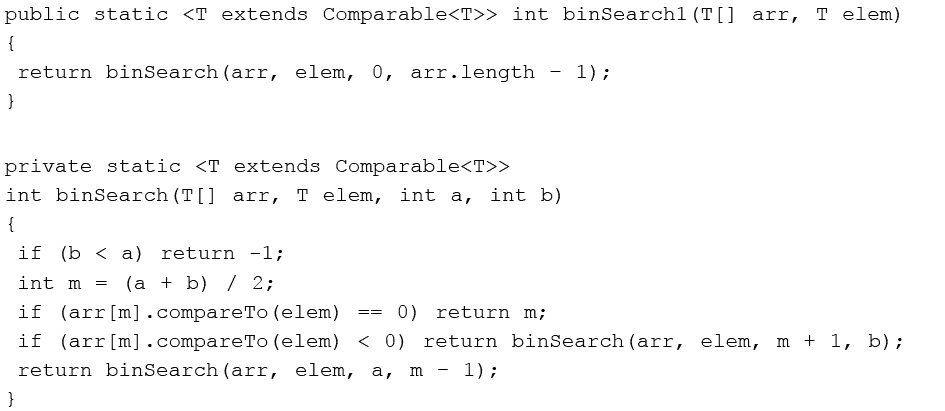 public static <T extends Comparable<T>> int binSearch1(T[] arr, T elem)
{
return binSearch(arr, elem, 0, arr.length – 1);
}
private static <T extends Comparable<T>>
int binSearch(T[] arr, T elem, int a, int b)
{
if (b < a) return -1;
int m = (a + b) / 2;
if (arr[m].compareTo(elem) == 0) return m;
if (arr[m].compareTo(elem) < 0) return binSearch(arr, elem, m + 1, b);
return binSearch(arr, elem, a, m – 1);
}